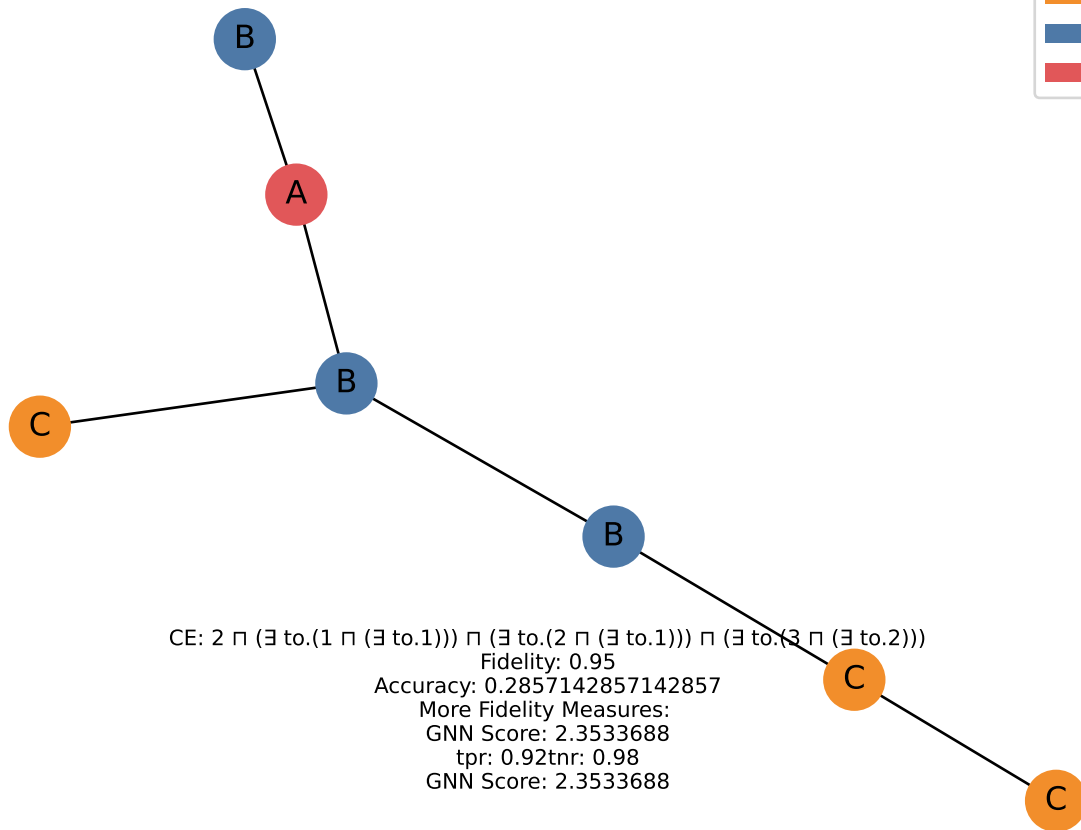 B
A
B
C
B
CE: 2 ⊓ (∃ to.(1 ⊓ (∃ to.1))) ⊓ (∃ to.(2 ⊓ (∃ to.1))) ⊓ (∃ to.(3 ⊓ (∃ to.2)))
Fidelity: 0.95
C
Accuracy: 0.2857142857142857
More Fidelity Measures:
GNN Score: 2.3533688
tpr: 0.92tnr: 0.98
GNN Score: 2.3533688
C